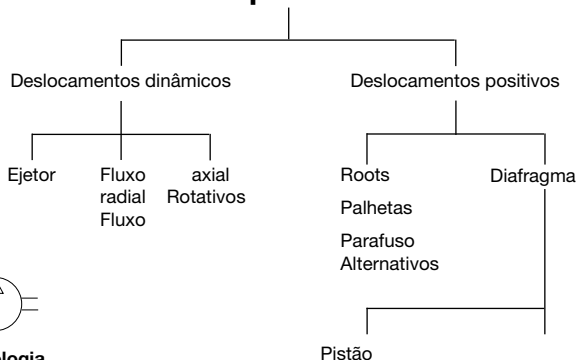 Deslocamentos dinâmicos
Deslocamentos positivos
Ejetor
Fluxo
radial
Fluxo
axial
Rotativos
Roots
Palhetas
Parafuso
Alternativos
Diafragma
Pistão